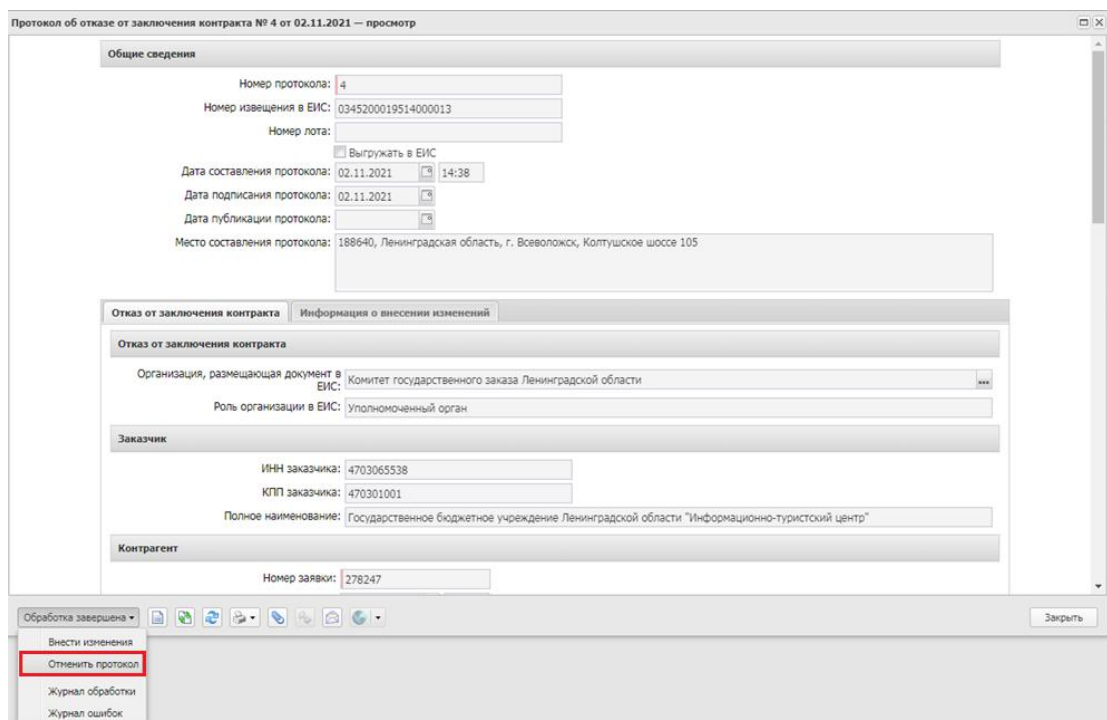 Протокол об отказе от заключения контракта № 4 от 02.11.2021 — просмотр
Общие сведения
Номер протокола: 4
Номер извещения в ЕИС: 0345200019514000013
Номер лота:
Выгружать в ЕИС
Дата составления протокола: 02.11.2021 14:38
Дата подписания протокола: 02.11.2021
Дата публикации протокола:
Место составления протокола: 188640, Ленинградская область, г. Всеволожск, Колтушское шоссе 105
Отказ от заключения контракта Информация о внесении изменений
Отказ от заключения контракта
Организация, размещающая документ в
ЕИС: Комитет государственного заказа Ленинградской области ...
Роль организации в ЕИС: Уполномоченный орган
Заказчик
ИНН заказчика: 4703065538
КПП заказчика: 470301001
Полное наименование: Государственное бюджетное учреждение Ленинградской области "Информационно-туристский центр"
Контрагент
Номер заявки: 278247
Обработка завершена Закрыть
Внести изменения
Отменить протокол
Журнал обработки
Журнал ошибок